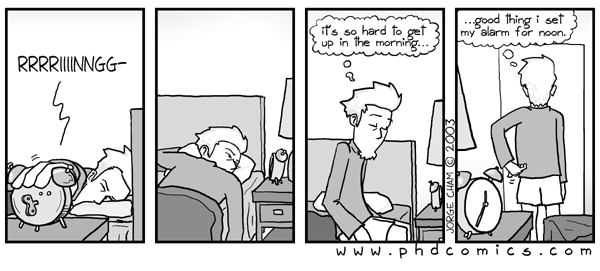 RRRRIIIINNGG-
it's so hard to get
up in the morning...
...good thing i set
my alarm for noon.
JORGE CHAM © 2003
www.phdcomics.com